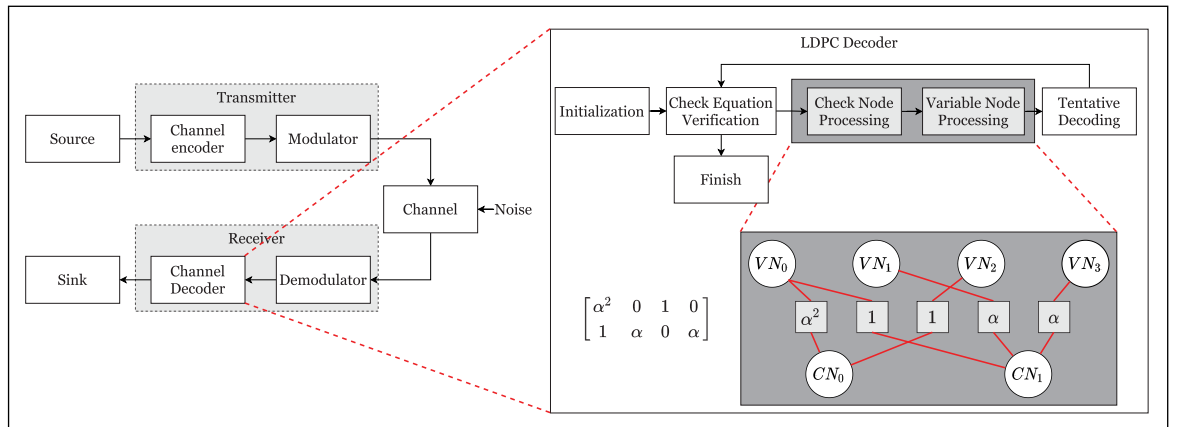 Transmitter
Source
Channel
encoder
Modulator
Channel
Noise
Receiver
Sink
Channel
Decoder
Demodulator
LDPC Decoder
Initialization
Check Equation
Verification
Check Node
Processing
Variable Node
Processing
Tentative
Decoding
Finish
α² 0 1 0
1 α 0 α
VN₀ VN₁ VN₂ VN₃
α² 1 1 α α
CN₀ CN₁